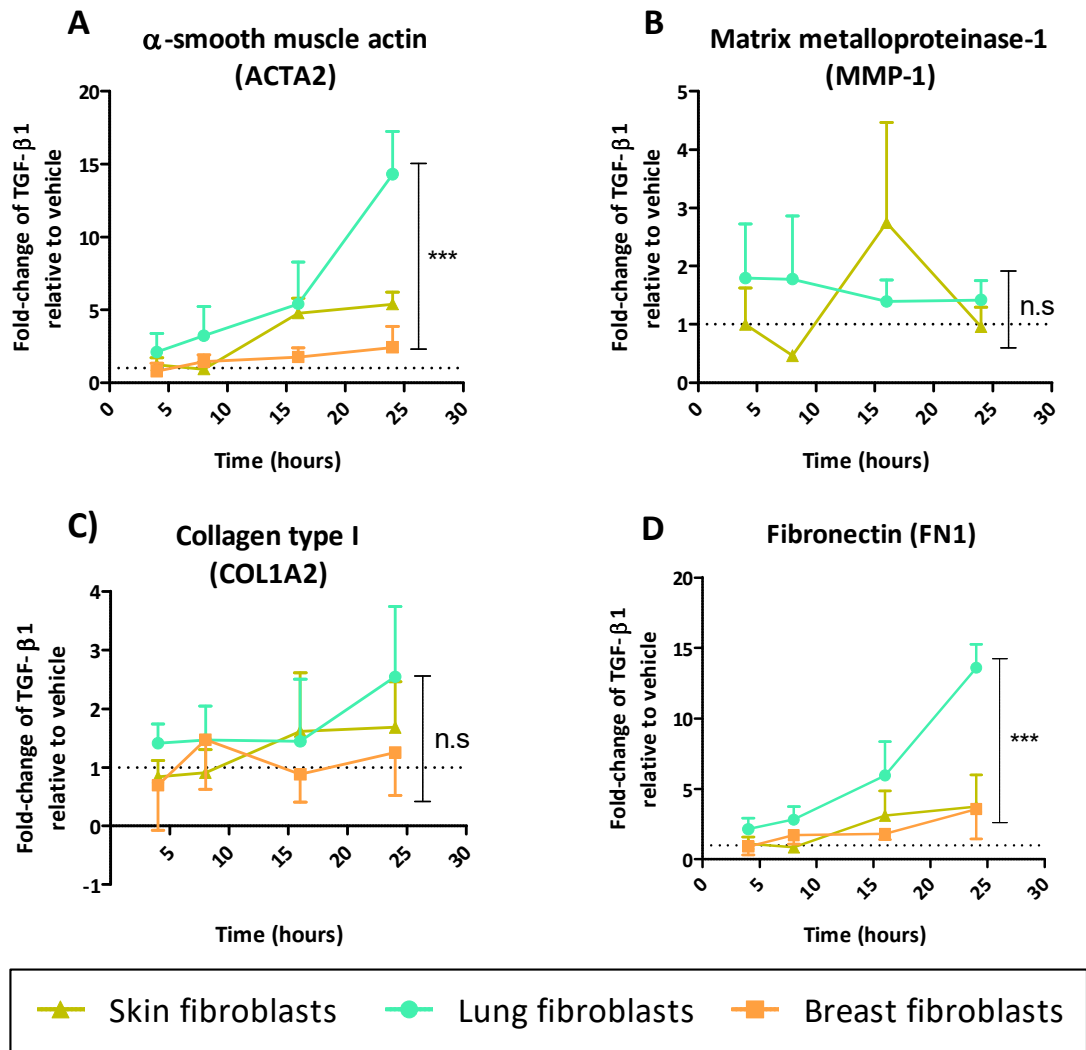 A
α-smooth muscle actin
(ACTA2)
Fold-change of TGF-β1
relative to vehicle
20
15
10
5
0
***
0 5 10 15 20 25 30
Time (hours)
B
Matrix metalloproteinase-1
(MMP-1)
Fold-change of TGF-β1
relative to vehicle
5
4
3
2
1
0
n.s
0 5 10 15 20 25 30
Time (hours)
C)
Collagen type I
(COL1A2)
Fold-change of TGF-β1
relative to vehicle
4
3
2
1
0
-1
n.s
5 10 15 20 25 30
Time (hours)
D
Fibronectin (FN1)
Fold-change of TGF-β1
relative to vehicle
20
15
10
5
0
***
0 5 10 15 20 25 30
Time (hours)
Skin fibroblasts Lung fibroblasts Breast fibroblasts